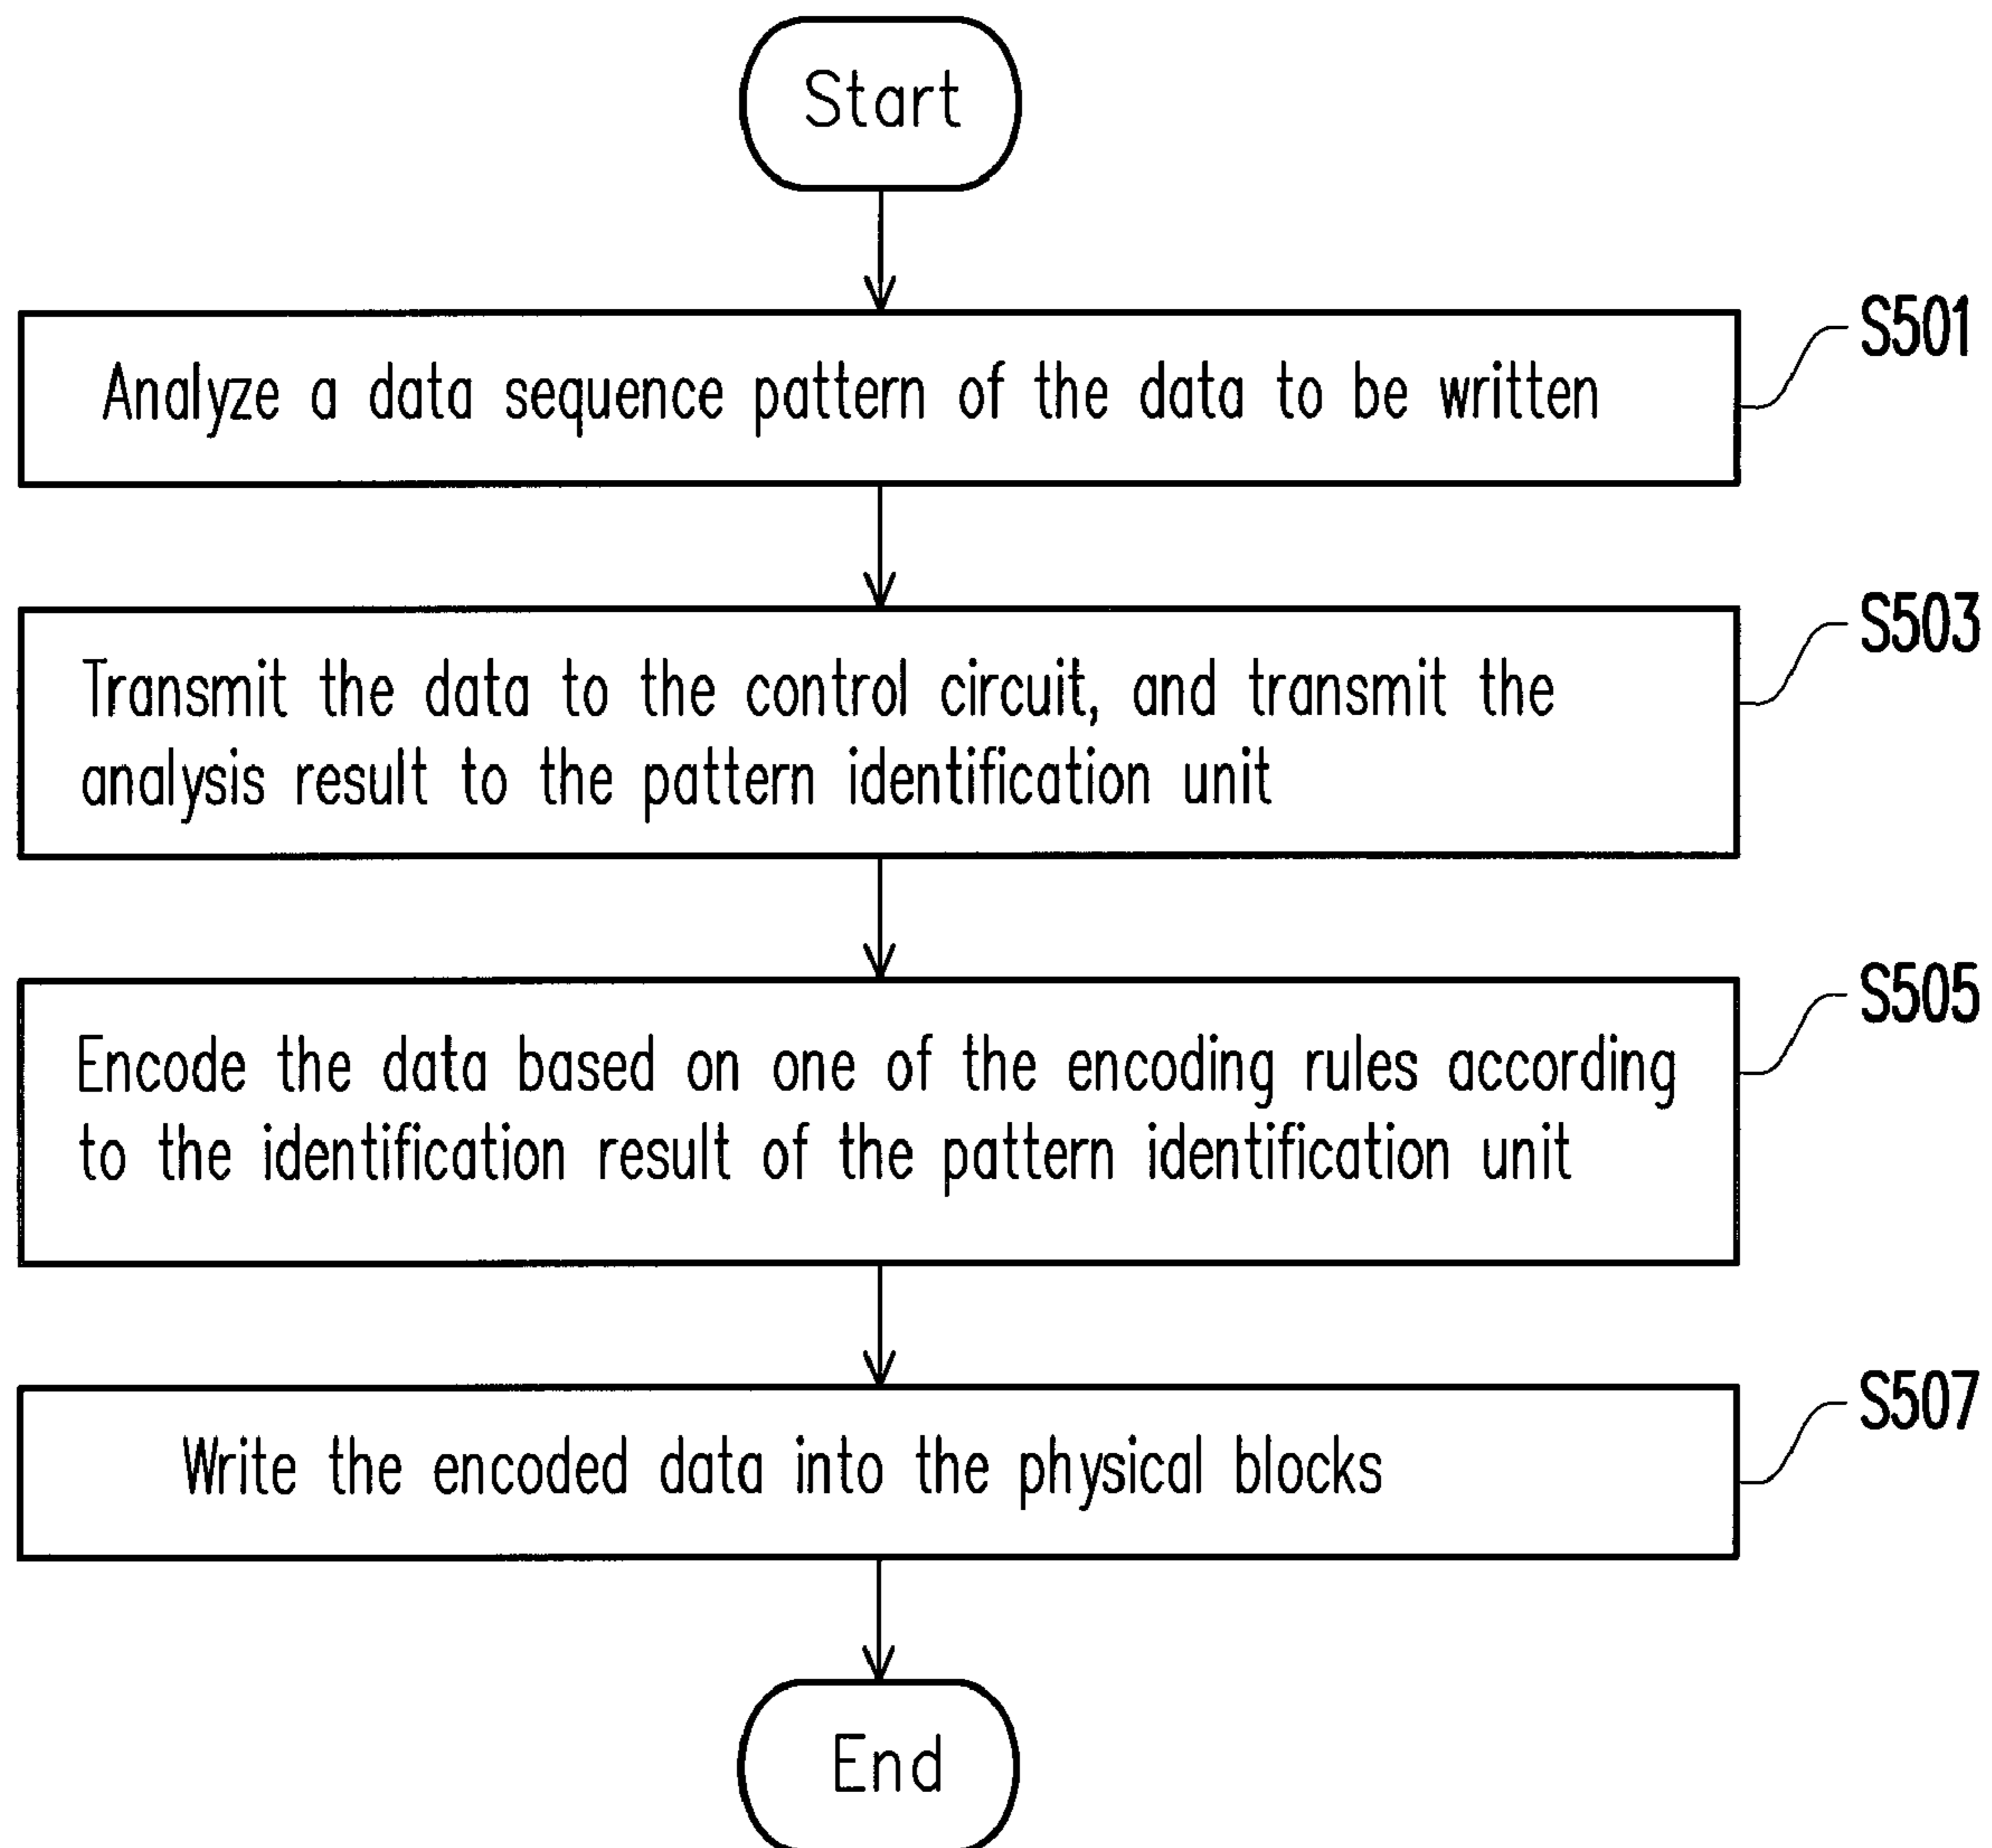 Start
S501
Analyze a data sequence pattern of the data to be written
S503
Transmit the data to the control circuit, and transmit the
analysis result to the pattern identification unit
S505
Encode the data based on one of the encoding rules according
to the identification result of the pattern identification unit
S507
Write the encoded data into the physical blocks
End